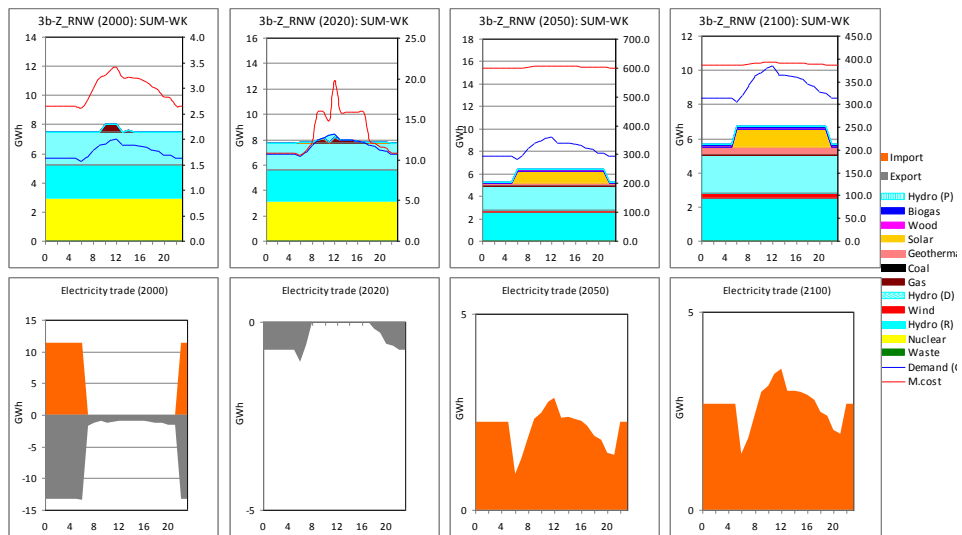 3b-Z_RNW (2000): SUM-WK
14
12
10
8
6
4
2
0
GWh
4.0
3.5
3.0
2.5
2.0
1.5
1.0
0.5
0.0
0 4 8 12 16 20
3b-Z_RNW (2020): SUM-WK
16
14
12
10
8
6
4
2
0
GWh
25.0
20.0
15.0
10.0
5.0
0.0
0 4 8 12 16 20
3b-Z_RNW (2050): SUM-WK
18
16
14
12
10
8
6
4
2
0
GWh
700.0
600.0
500.0
400.0
300.0
200.0
100.0
0.0
0 4 8 12 16 20
3b-Z_RNW (2100): SUM-WK
12
10
8
6
4
2
0
GWh
450.0
400.0
350.0
300.0
250.0
200.0
150.0
100.0
50.0
0.0
0 4 8 12 16 20
Import
Export
Hydro (P)
Biogas
Wood
Solar
Geotherma
Coal
Gas
Hydro (D)
Wind
Hydro (R)
Nuclear
Waste
Demand (
M.cost
Electricity trade (2000)
15
10
5
0
-5
-10
-15
GWh
0 4 8 12 16 20
Electricity trade (2020)
0
-5
GWh
0 4 8 12 16 20
Electricity trade (2050)
5
0
GWh
0 4 8 12 16 20
Electricity trade (2100)
5
0
GWh
0 4 8 12 16 20